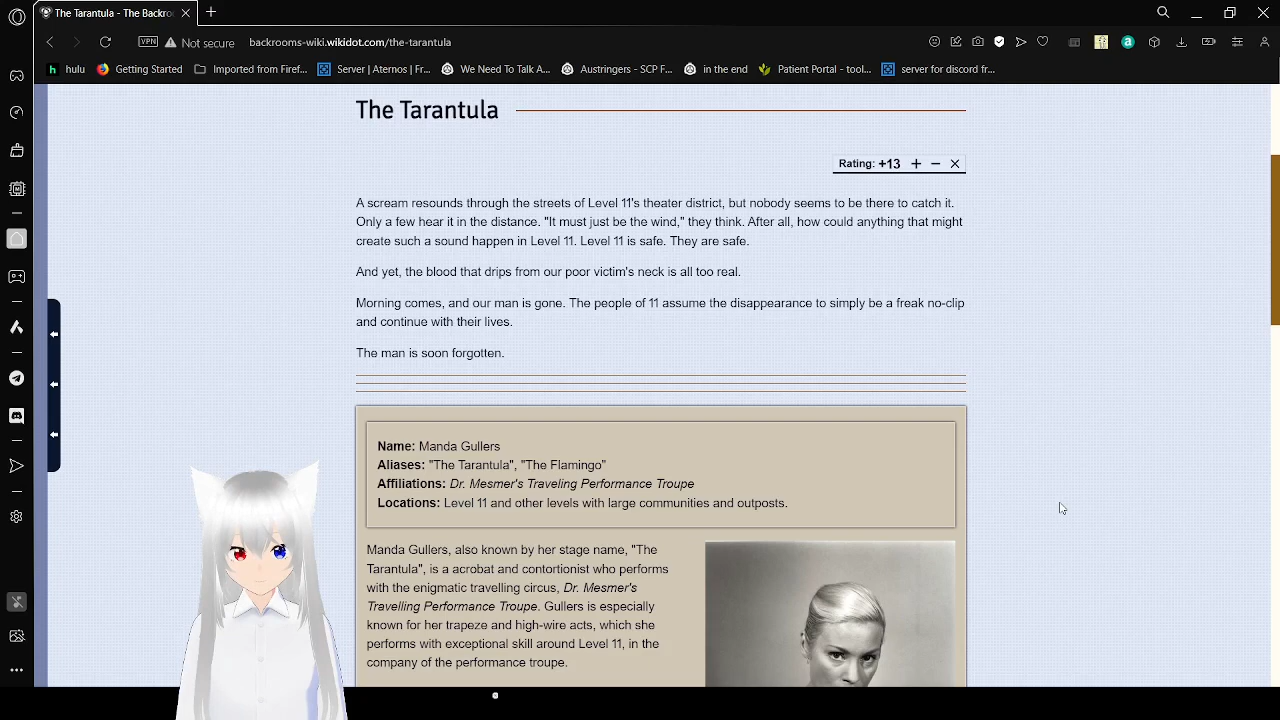 The Tarantula - The Backro
VPN
Not secure
backrooms-wiki.wikidot.com/the-tarantula
hulu
Getting Started
Imported from Firef...
Server | Aternos | Fr...
We Need To Talk A...
Austringers - SCP F...
in the end
Patient Portal - tool...
server for discord fr...
The Tarantula
Rating: +13 + − ×
A scream resounds through the streets of Level 11's theater district, but nobody seems to be there to catch it.
Only a few hear it in the distance. "It must just be the wind," they think. After all, how could anything that might
create such a sound happen in Level 11. Level 11 is safe. They are safe.
And yet, the blood that drips from our poor victim's neck is all too real.
Morning comes, and our man is gone. The people of 11 assume the disappearance to simply be a freak no-clip
and continue with their lives.
The man is soon forgotten.
Name: Manda Gullers
Aliases: "The Tarantula", "The Flamingo"
Affiliations: Dr. Mesmer's Traveling Performance Troupe
Locations: Level 11 and other levels with large communities and outposts.
Manda Gullers, also known by her stage name, "The
Tarantula", is a acrobat and contortionist who performs
with the enigmatic travelling circus, Dr. Mesmer's
Travelling Performance Troupe. Gullers is especially
known for her trapeze and high-wire acts, which she
performs with exceptional skill around Level 11, in the
company of the performance troupe.